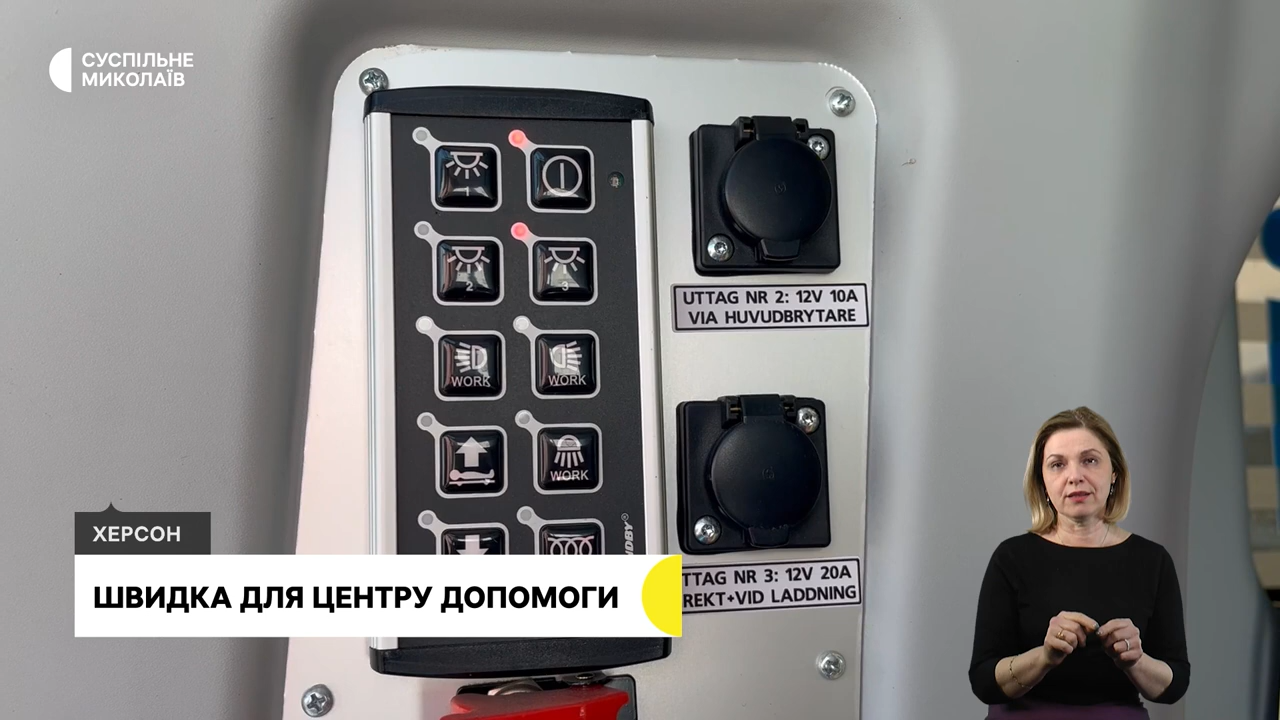 СУСПІЛЬНЕ
МИКОЛАЇВ
1
2
3
UTTAG NR 2: 12V 10A
VIA HUVUDBRYTARE
WORK
WORK
WORK
TTAG NR 3: 12V 20A
REKT+VID LADDNING
ХЕРСОН
ШВИДКА ДЛЯ ЦЕНТРУ ДОПОМОГИ